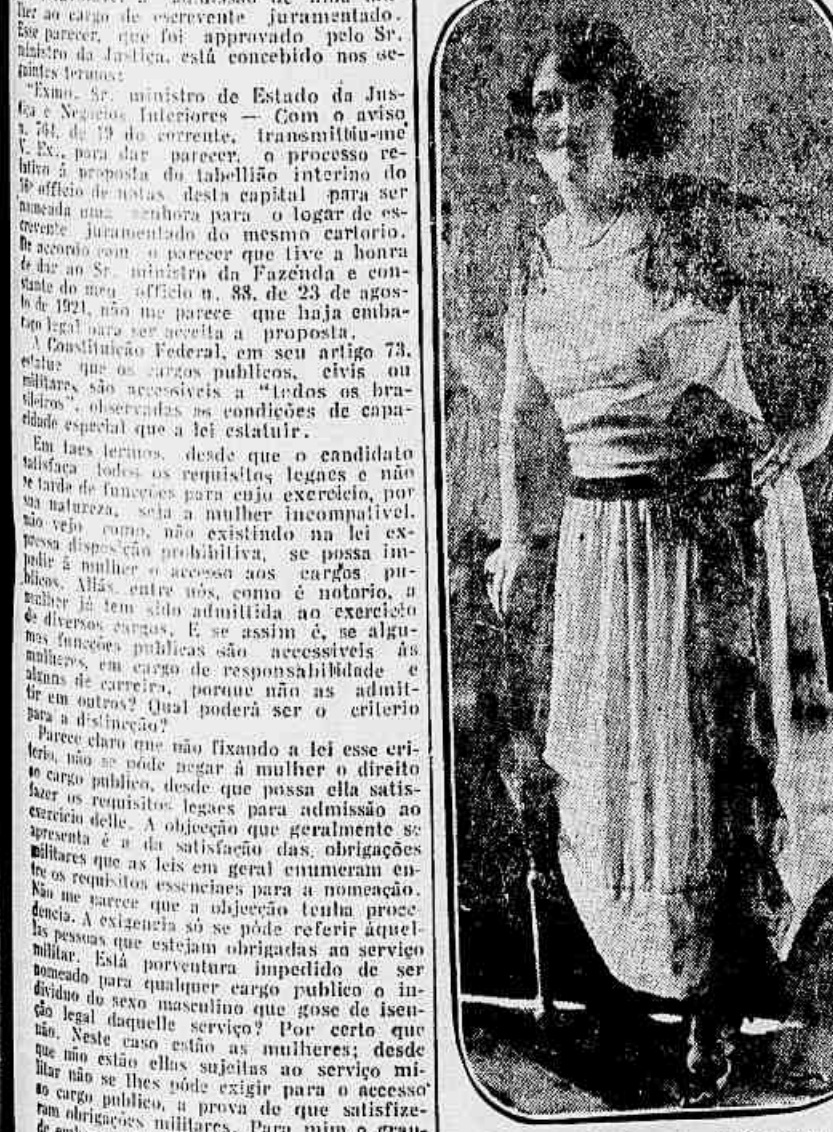 lher ao cargo de escrevente juramentado.
Esse parecer, que foi approvado pelo Sr.
ministro da Justiça, está concebido nos se-
guintes termos:
"Exmo. Sr. ministro de Estado da Jus-
tiça e Negocios Interiores — Com o aviso
n. 764, de 19 do corrente, transmittiu-me
V. Ex., para dar parecer, o processo re-
lativo á proposta do tabellião interino do
officio de notas desta capital para ser
nomeada uma senhora para o logar de es-
crevente juramentado do mesmo cartorio.
De accordo com o parecer que tive a honra
de dar ao Sr. ministro da Fazenda e con-
stante do meu officio n. 88, de 23 de agos-
to de 1921, não me parece que haja emba-
raço legal para ser acceita a proposta.
A Constituição Federal, em seu artigo 73,
estatue que os cargos publicos, civis ou
militares, são accessiveis a "todos os bra-
sileiros", observadas as condições de capa-
cidade especial que a lei estatuir.
Em taes termos, desde que o candidato
satisfaça todos os requisitos legaes e não
se tarde de funcções para cujo exercicio, por
sua natureza, seja a mulher incompativel,
não vejo como, não existindo na lei ex-
pressa disposição prohibitiva, se possa im-
pedir á mulher o accesso aos cargos pu-
blicos. Aliás, entre nós, como é notorio, a
mulher já tem sido admittida ao exercicio
de diversos cargos. E se assim é, se algu-
mas funcções publicas são accessiveis ás
mulheres, em cargo de responsabilidade e
alguns de carreira, porque não as admit-
tir em outros? Qual poderá ser o criterio
para a distincção?
Parece claro que não fixando a lei esse cri-
terio, não se póde negar á mulher o direito
ao cargo publico, desde que possa ella satis-
fazer os requisitos legaes para admissão ao
exercicio delle. A objecção que geralmente se
apresenta é a da satisfação das obrigações
militares que as leis em geral enumeram en-
tre os requisitos essenciaes para a nomeação.
Não me parece que a objecção tenha proce-
dencia. A exigencia só se póde referir áquel-
las pessoas que estejam obrigadas ao serviço
militar. Está porventura impedido de ser
nomeado para qualquer cargo publico o in-
dividuo do sexo masculino que gose de isen-
ção legal daquelle serviço? Por certo que
não. Neste caso estão as mulheres; desde
que não estão ellas sujeitas ao serviço mi-
litar não se lhes póde exigir para o accesso
ao cargo publico, a prova de que satisfize-
ram obrigações militares. Para mim o gran-